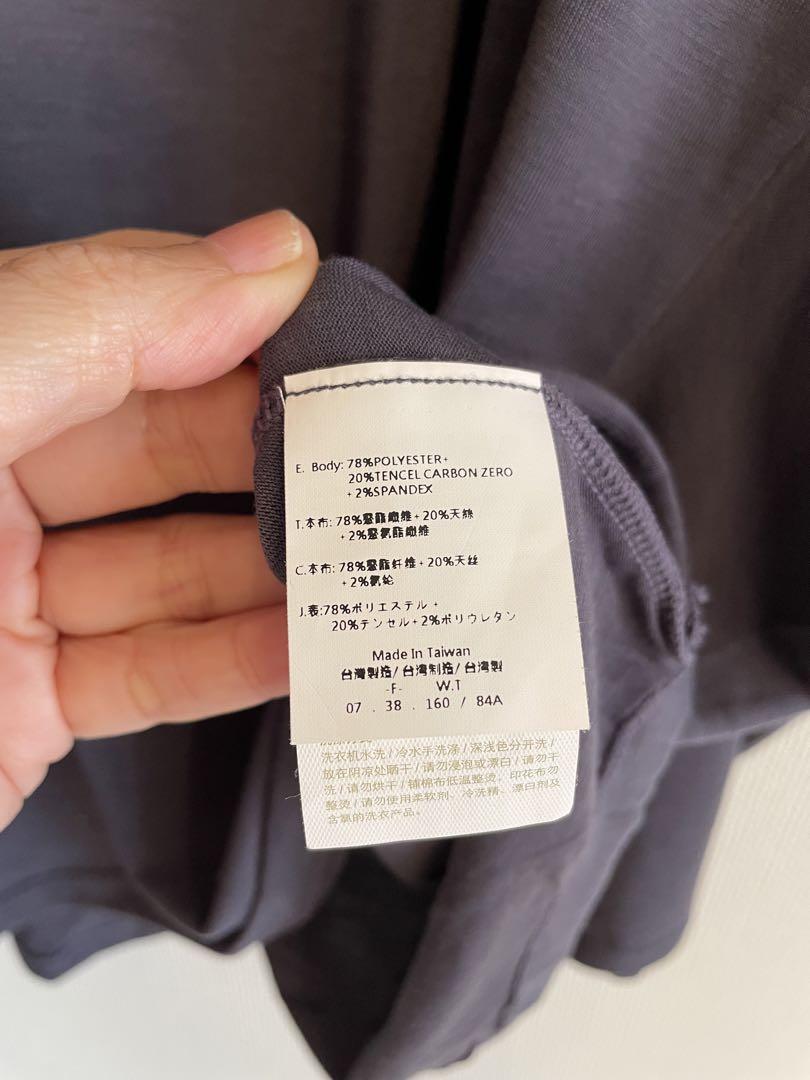 E. Body: 78%POLYESTER+
20%TENCEL CARBON ZERO
+2%SPANDEX
T.本布: 78%聚酯纖維+20%天絲
+2%聚氨酯纖維
C.本布: 78%聚酯纤维+20%天丝
+2%氨纶
J.表:78%ポリエステル +
20%テンセル+2%ポリウレタン
Made In Taiwan
台灣製造/台湾制造/台湾製
-F- W.T
07 . 38 . 160 / 84A
洗衣机水洗/冷水手洗涤/深浅色分开洗/
放在阴凉处晒干/请勿浸泡或漂白/请勿干
洗/请勿烘干/铺棉布低温整烫，印花布勿
整烫/请勿使用柔软剂、冷洗精、漂白剂及
含氯的洗衣产品。